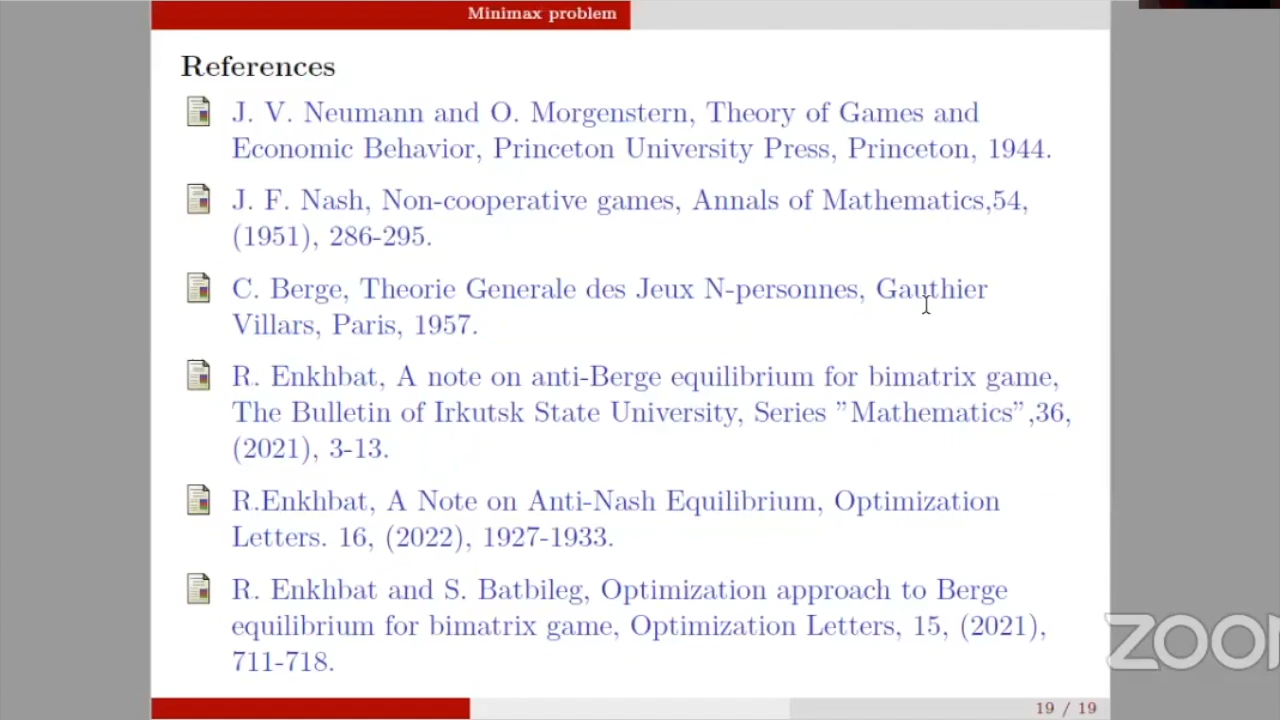 Minimax problem
References
J. V. Neumann and O. Morgenstern, Theory of Games and
Economic Behavior, Princeton University Press, Princeton, 1944.
J. F. Nash, Non-cooperative games, Annals of Mathematics,54,
(1951), 286-295.
C. Berge, Theorie Generale des Jeux N-personnes, Gauthier
Villars, Paris, 1957.
R. Enkhbat, A note on anti-Berge equilibrium for bimatrix game,
The Bulletin of Irkutsk State University, Series ”Mathematics”,36,
(2021), 3-13.
R.Enkhbat, A Note on Anti-Nash Equilibrium, Optimization
Letters. 16, (2022), 1927-1933.
R. Enkhbat and S. Batbileg, Optimization approach to Berge
equilibrium for bimatrix game, Optimization Letters, 15, (2021),
711-718.
ZOOM
19 / 19